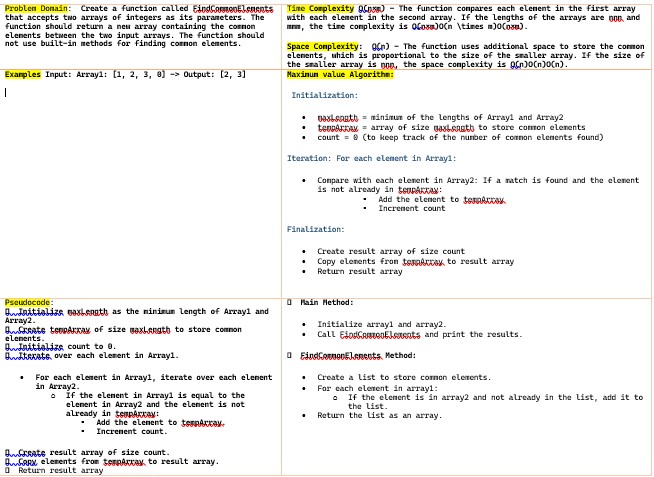 Problem Domain: Create a function called FindCommonElements
that accepts two arrays of integers as its parameters. The
function should return a new array containing the common
elements between the two input arrays. The function should
not use built-in methods for finding common elements.
Time Complexity O(n×m) – The function compares each element in the first array
with each element in the second array. If the lengths of the arrays are nnn and
mmm, the time complexity is O(n×m)O(n \times m)O(n×m).
Space Complexity: O(n) – The function uses additional space to store the common
elements, which is proportional to the size of the smaller array. If the size of
the smaller array is nnn, the space complexity is O(n)O(n)O(n).
Examples Input: Array1: [1, 2, 3, 0] –> Output: [2, 3]
Maximum value Algorithm:
Initialization:
• maxLength = minimum of the lengths of Array1 and Array2
• tempArray = array of size maxLength to store common elements
• count = 0 (to keep track of the number of common elements found)
Iteration: For each element in Array1:
• Compare with each element in Array2: If a match is found and the element
is not already in tempArray:
• Add the element to tempArray
• Increment count
Finalization:
• Create result array of size count
• Copy elements from tempArray to result array
• Return result array
Pseudocode:
Initialize maxLength as the minimum length of Array1 and
Array2.
Create tempArray of size maxLength to store common
elements.
Initialize count to 0.
Iterate over each element in Array1.
• For each element in Array1, iterate over each element
in Array2.
o If the element in Array1 is equal to the
element in Array2 and the element is not
already in tempArray:
• Add the element to tempArray.
• Increment count.
Create result array of size count.
Copy elements from tempArray to result array.
Return result array
Main Method:
• Initialize array1 and array2.
• Call FindCommonElements and print the results.
FindCommonElements Method:
• Create a list to store common elements.
• For each element in array1:
o If the element is in array2 and not already in the list, add it to
the list.
• Return the list as an array.